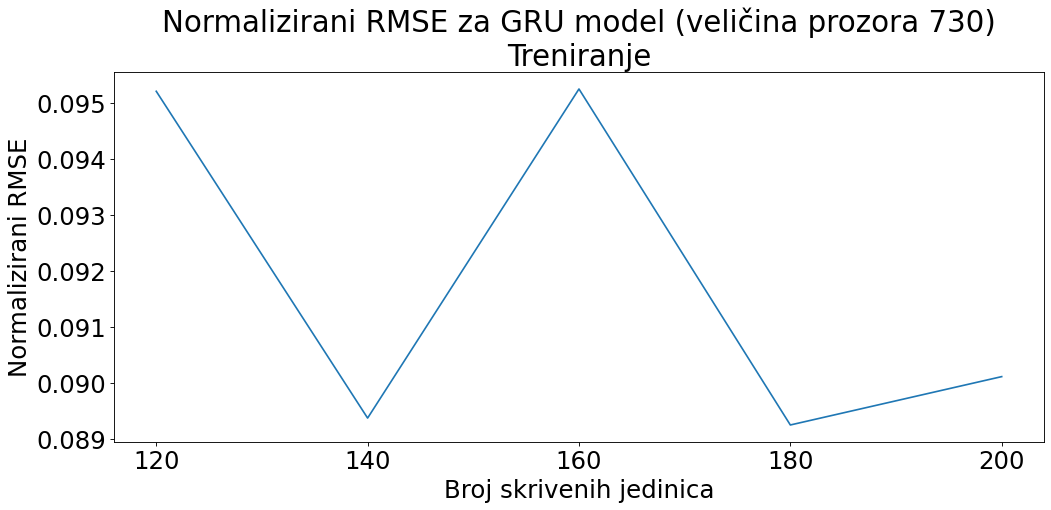 Normalizirani RMSE za GRU model (veličina prozora 730)
Treniranje
Normalizirani RMSE
0.095
0.094
0.093
0.092
0.091
0.090
0.089
120 140 160 180 200
Broj skrivenih jedinica